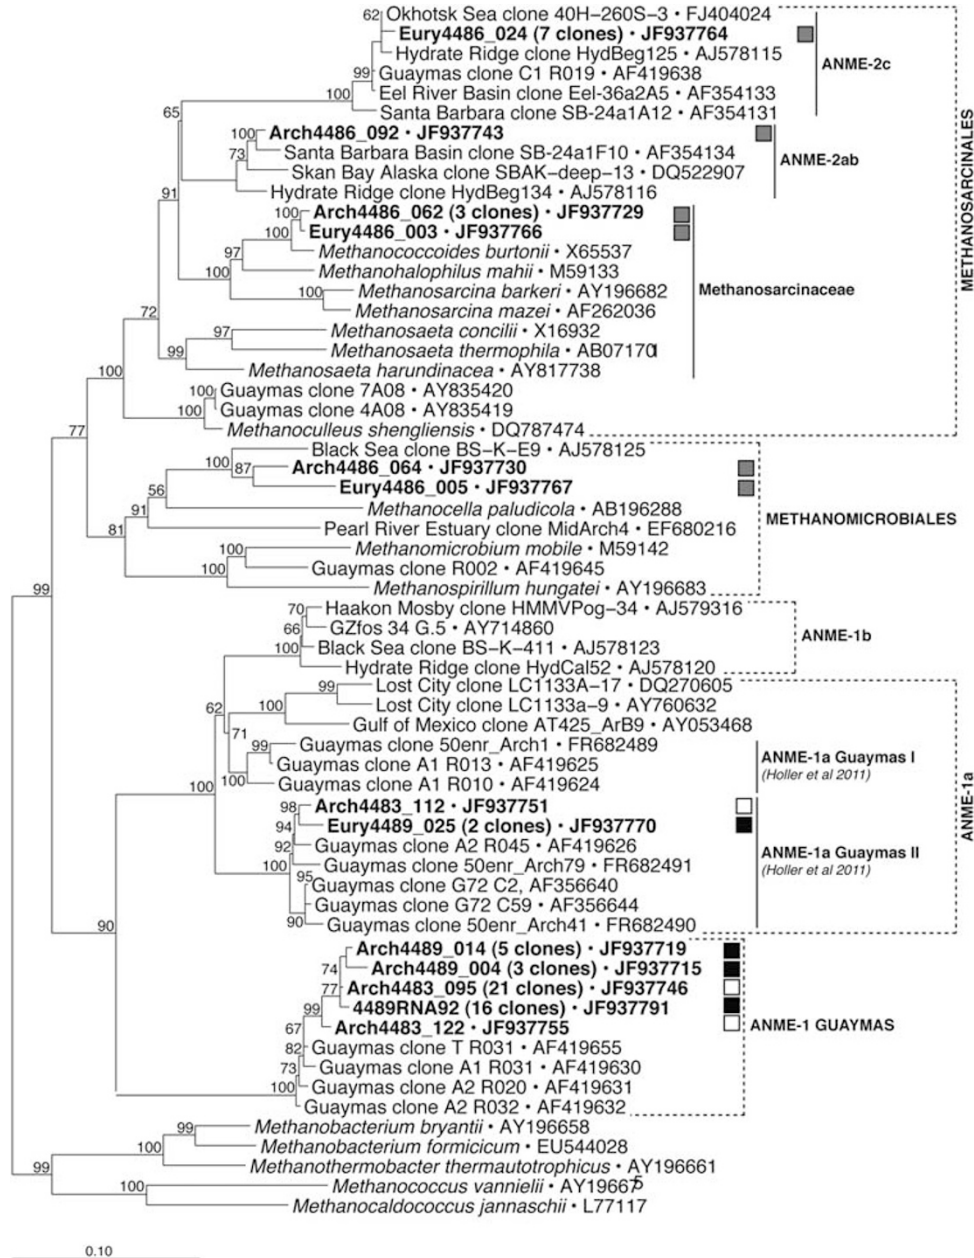 62 Okhotsk Sea clone 40H−260S−3 • FJ404024
Eury4486_024 (7 clones) • JF937764
Hydrate Ridge clone HydBeg125 • AJ578115
ANME-2c
99 Guaymas clone C1 R019 • AF419638
100 Eel River Basin clone Eel-36a2A5 • AF354133
65 Santa Barbara clone SB-24a1A12 • AF354131
100 Arch4486_092 • JF937743
73 Santa Barbara Basin clone SB-24a1F10 • AF354134
ANME-2ab
Skan Bay Alaska clone SBAK−deep−13 • DQ522907
91 Hydrate Ridge clone HydBeg134 • AJ578116
METHANOSARCINALES
100 Arch4486_062 (3 clones) • JF937729
100 Eury4486_003 • JF937766
97 Methanococcoides burtonii • X65537
100 Methanohalophilus mahii • M59133
100 Methanosarcina barkeri • AY196682
Methanosarcinaceae
72 Methanosarcina mazei • AF262036
97 Methanosaeta concilii • X16932
99 Methanosaeta thermophila • AB071701
100 Methanosaeta harundinacea • AY817738
100 Guaymas clone 7A08 • AY835420
100 Guaymas clone 4A08 • AY835419
77 Methanoculleus shengliensis • DQ787474
Black Sea clone BS−K−E9 • AJ578125
100 87 Arch4486_064 • JF937730
56 Eury4486_005 • JF937767
91 Methanocella paludicola • AB196288
METHANOMICROBIALES
81 Pearl River Estuary clone MidArch4 • EF680216
100 Methanomicrobium mobile • M59142
100 Guaymas clone R002 • AF419645
99 Methanospirillum hungatei • AY196683
70 Haakon Mosby clone HMMVPog−34 • AJ579316
66 GZfos 34 G.5 • AY714860
ANME-1b
100 Black Sea clone BS−K−411 • AJ578123
Hydrate Ridge clone HydCal52 • AJ578120
99 Lost City clone LC1133A−17 • DQ270605
62 100 Lost City clone LC1133a−9 • AY760632
Gulf of Mexico clone AT425_ArB9 • AY053468
71
99 Guaymas clone 50enr_Arch1 • FR682489
ANME-1a Guaymas I
Guaymas clone A1 R013 • AF419625
(Holler et al 2011)
100 100 Guaymas clone A1 R010 • AF419624
ANME-1a
98 Arch4483_112 • JF937751
94 Eury4489_025 (2 clones) • JF937770
92 Guaymas clone A2 R045 • AF419626
ANME-1a Guaymas II
100 Guaymas clone 50enr_Arch79 • FR682491
(Holler et al 2011)
95 Guaymas clone G72 C2, AF356640
Guaymas clone G72 C59 • AF356644
90 90 Guaymas clone 50enr_Arch41 • FR682490
Arch4489_014 (5 clones) • JF937719
74 Arch4489_004 (3 clones) • JF937715
77 Arch4483_095 (21 clones) • JF937746
99 4489RNA92 (16 clones) • JF937791
67 Arch4483_122 • JF937755
ANME-1 GUAYMAS
82 Guaymas clone T R031 • AF419655
73 Guaymas clone A1 R031 • AF419630
100 Guaymas clone A2 R020 • AF419631
Guaymas clone A2 R032 • AF419632
99 Methanobacterium bryantii • AY196658
100 Methanobacterium formicicum • EU544028
99 Methanothermobacter thermautotrophicus • AY196661
100 Methanococcus vannielii • AY196675
Methanocaldococcus jannaschii • L77117
0.10